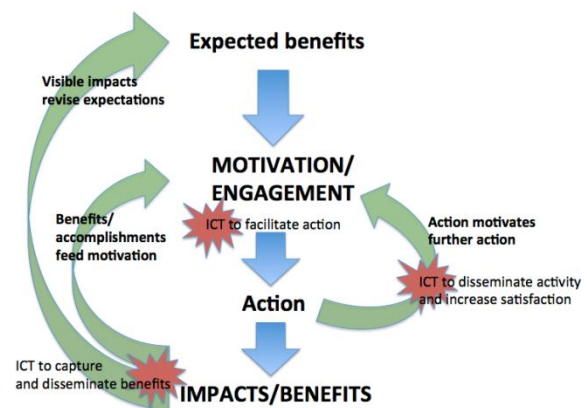 Expected benefits
Visible impacts
revise expectations
MOTIVATION/
ENGAGEMENT
Benefits/
accomplishments
feed motivation
ICT to facilitate action
Action motivates
further action
ICT to disseminate activity
and increase satisfaction
Action
ICT to capture
and disseminate benefits
IMPACTS/BENEFITS